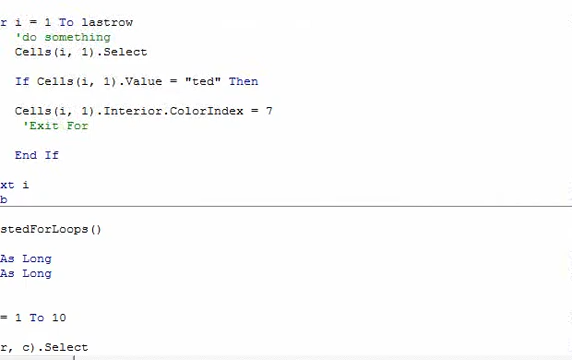 r i = 1 To lastrow
'do something
Cells(i, 1).Select
If Cells(i, 1).Value = "ted" Then
Cells(i, 1).Interior.ColorIndex = 7
'Exit For
End If
xt i
b
stedForLoops()
As Long
As Long
= 1 To 10
r, c).Select